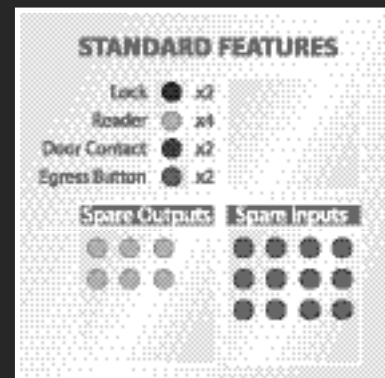 STANDARD FEATURES
Lock x2
Reader x4
Door Contact x2
Egress Button x2
Spare Outputs Spare Inputs